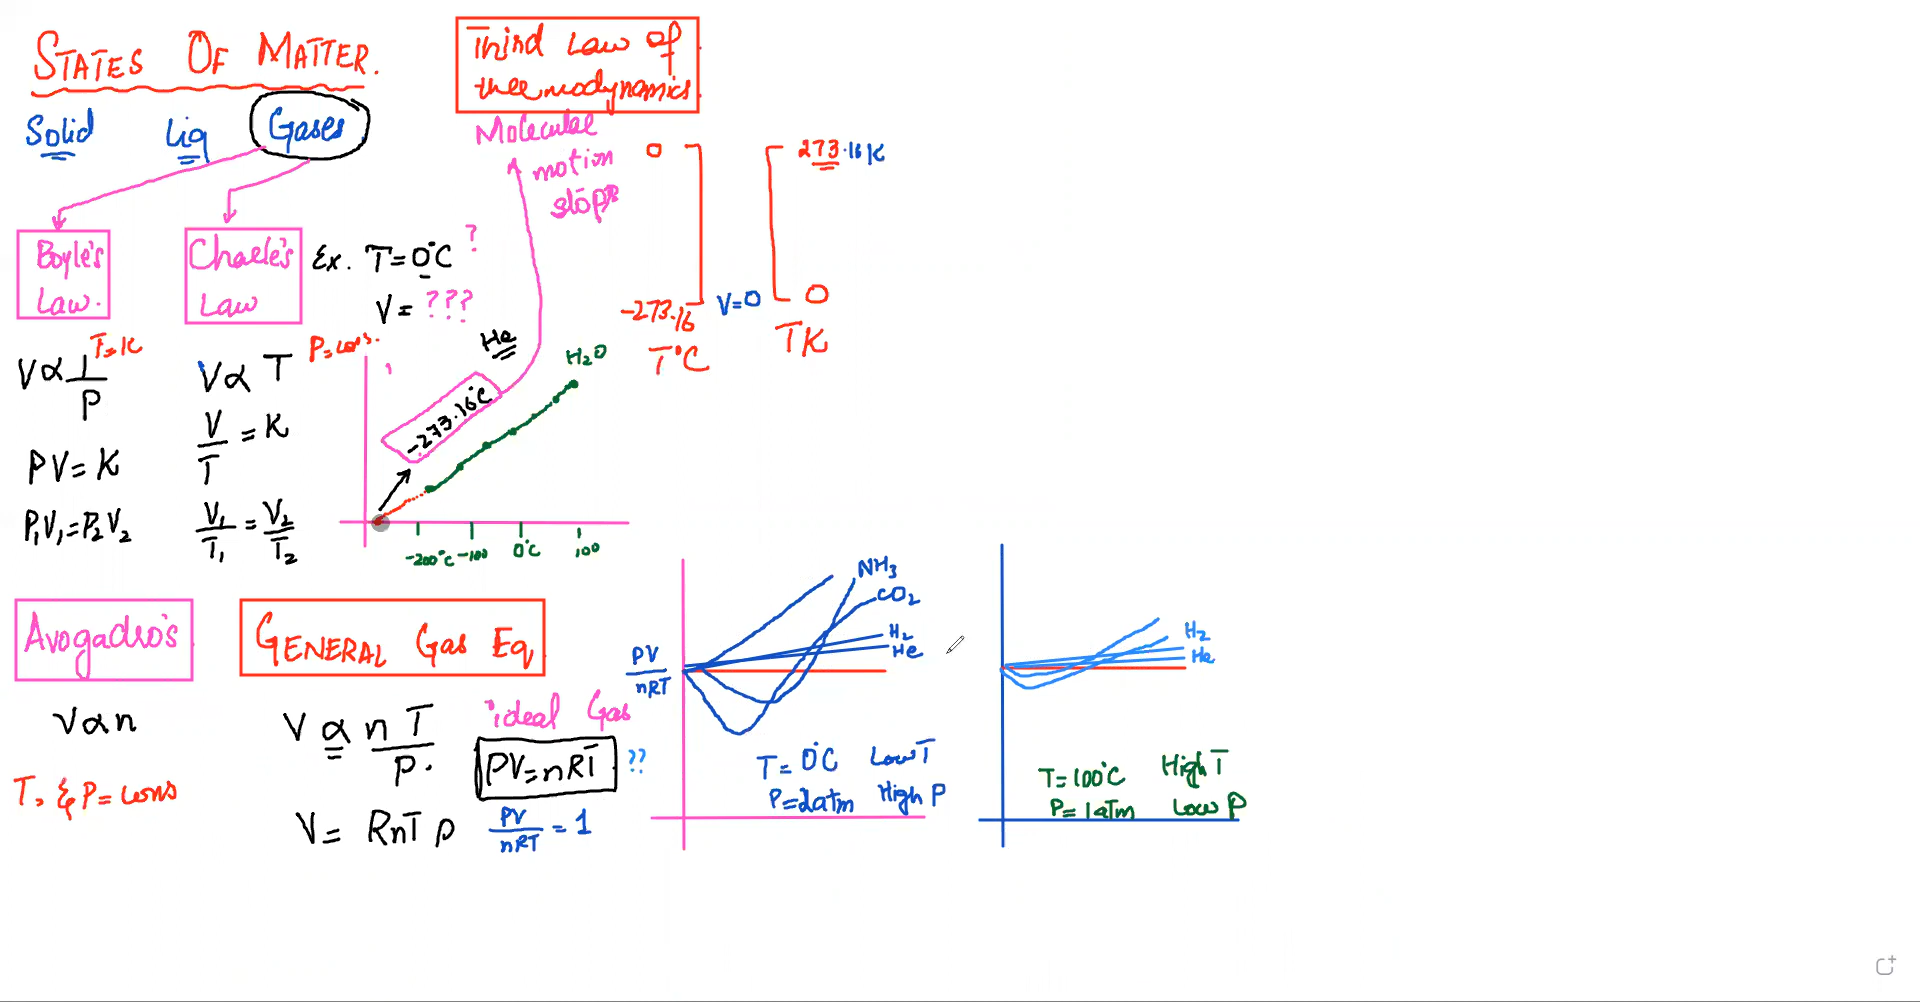 STATES OF MATTER.
Solid Liq Gases
Third Law of
thermodynamics
Molecular
motion
stops
0
-273.16
T°C
V=0
273.16 K
0
TK
Boyle's
Law.
Charle's
Law
Ex. T=0°C ?
V= ???
V∝1/P T=K
PV=K
P₁V₁=P₂V₂
V∝ T
V/T = K
V₁/T₁ = V₂/T₂
P=cons.
He
-273.16°C
H₂O
-200°C -100 0°C 100
Avogadro's
V∝n
T, & P=cons
GENERAL Gas Eq
V ∝ nT/P.
V= RnT P
ideal Gas
PV=nRT ??
PV/nRT = 1
PV/nRT
NH₃
CO₂
H₂
He
T= 0°C Low T
P=2atm High P
H₂
He
T=100°C High T
P= 1atm Low P